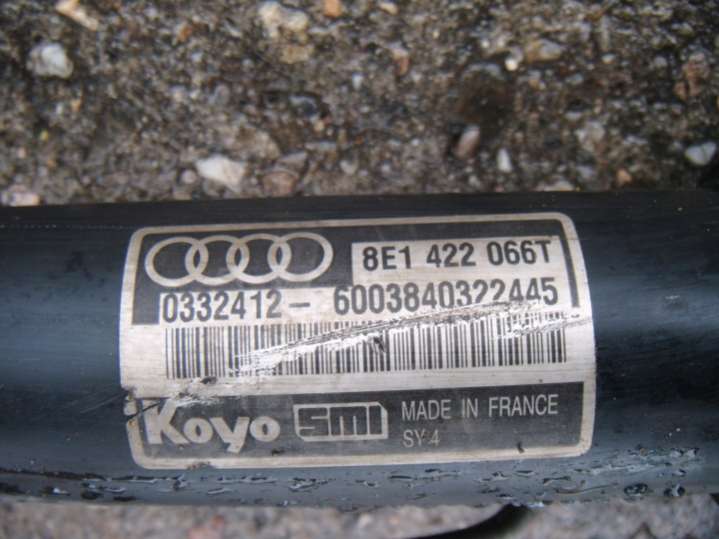 8E1 422 066T
0332412- 6003840322445
Koyo SMI MADE IN FRANCE
SY.4